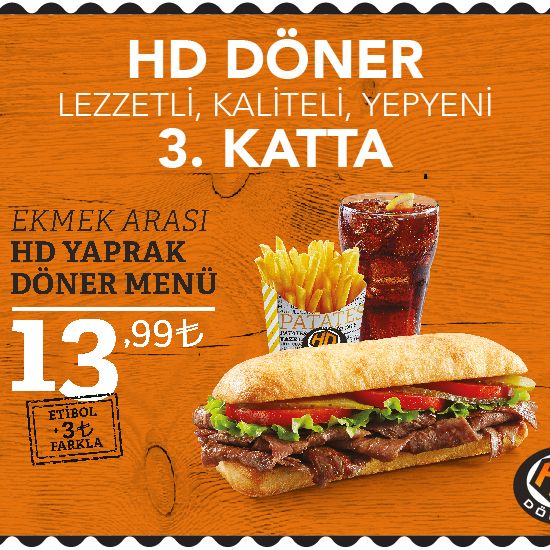 HD DÖNER
LEZZETLİ, KALİTELİ, YEPYENİ
3. KATTA
EKMEK ARASI
HD YAPRAK
DÖNER MENÜ
13,99₺
ETİBOL
+3₺
FARKLA
PATATES
HD